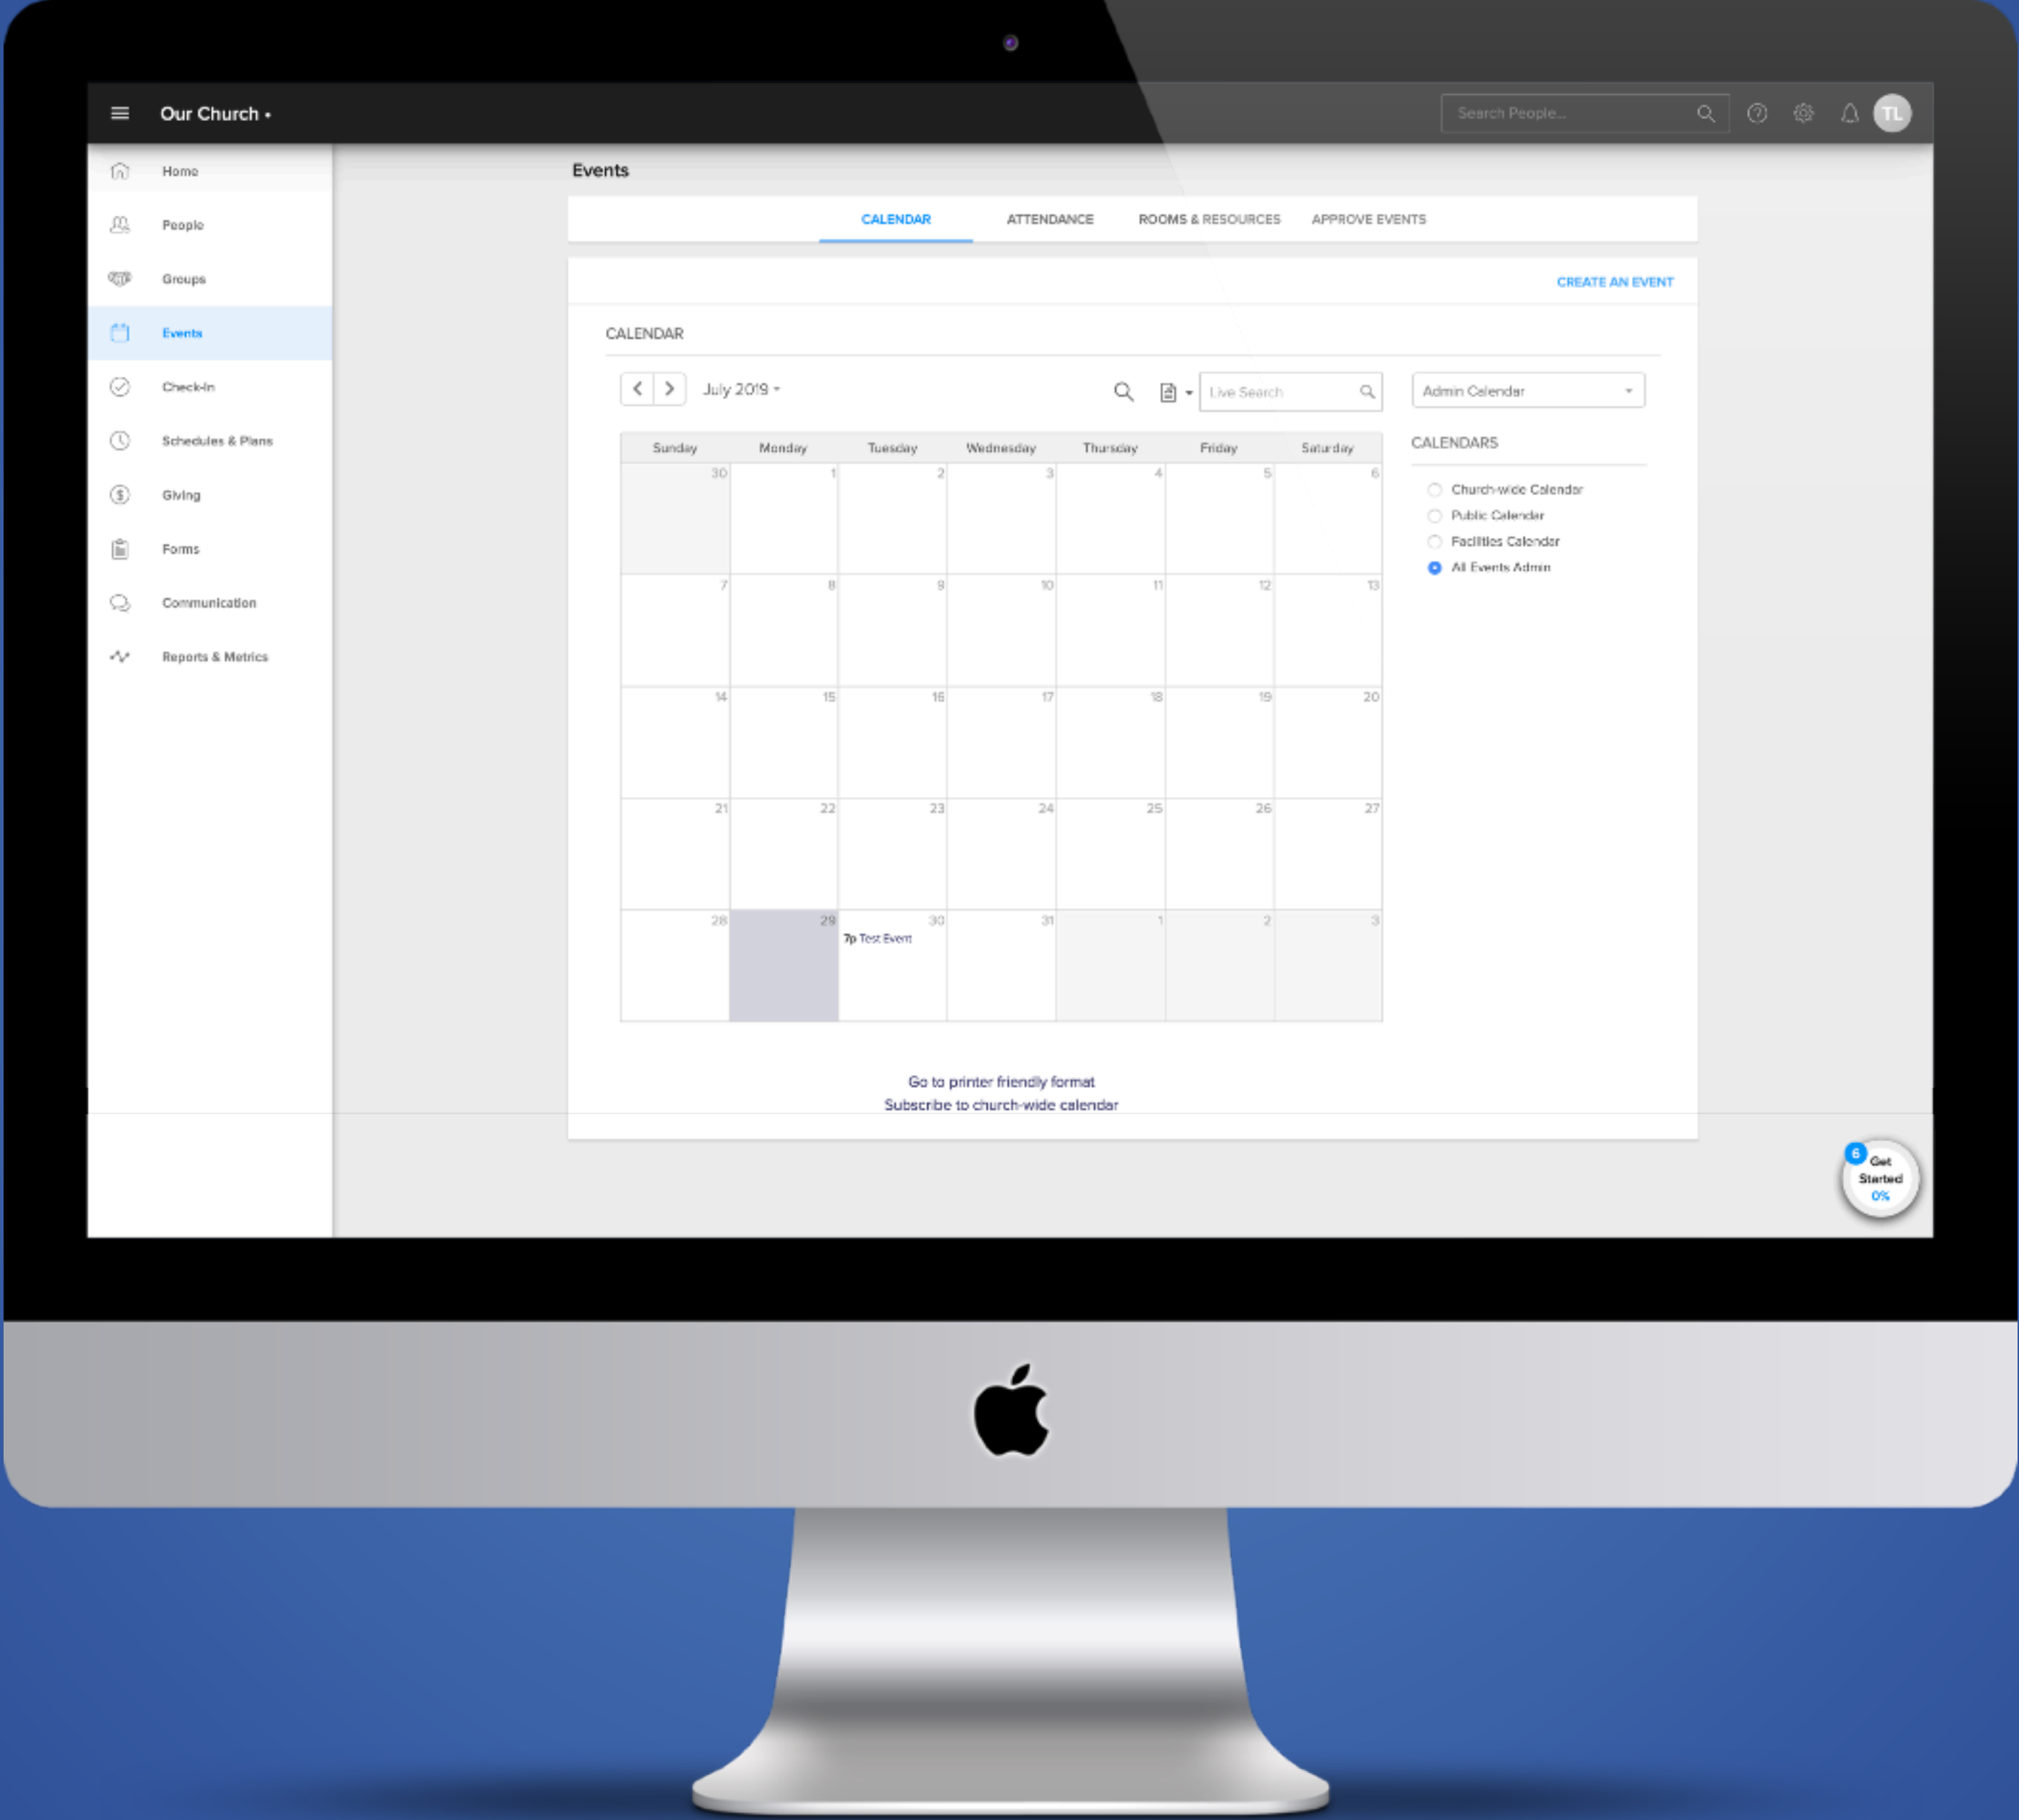 Our Church •
Search People...
TL
Home
People
Groups
Events
Check-In
Schedules & Plans
Giving
Forms
Communication
Reports & Metrics
Events
CALENDAR ATTENDANCE ROOMS & RESOURCES APPROVE EVENTS
CREATE AN EVENT
CALENDAR
July 2019
Live Search
Admin Calendar
Sunday Monday Tuesday Wednesday Thursday Friday Saturday
30 1 2 3 4 5 6
7 8 9 10 11 12 13
14 15 16 17 18 19 20
21 22 23 24 25 26 27
28 29 30 31 1 2 3
7p Test Event
CALENDARS
Church-wide Calendar
Public Calendar
Facilities Calendar
All Events Admin
Go to printer friendly format
Subscribe to church-wide calendar
6
Get
Started
0%